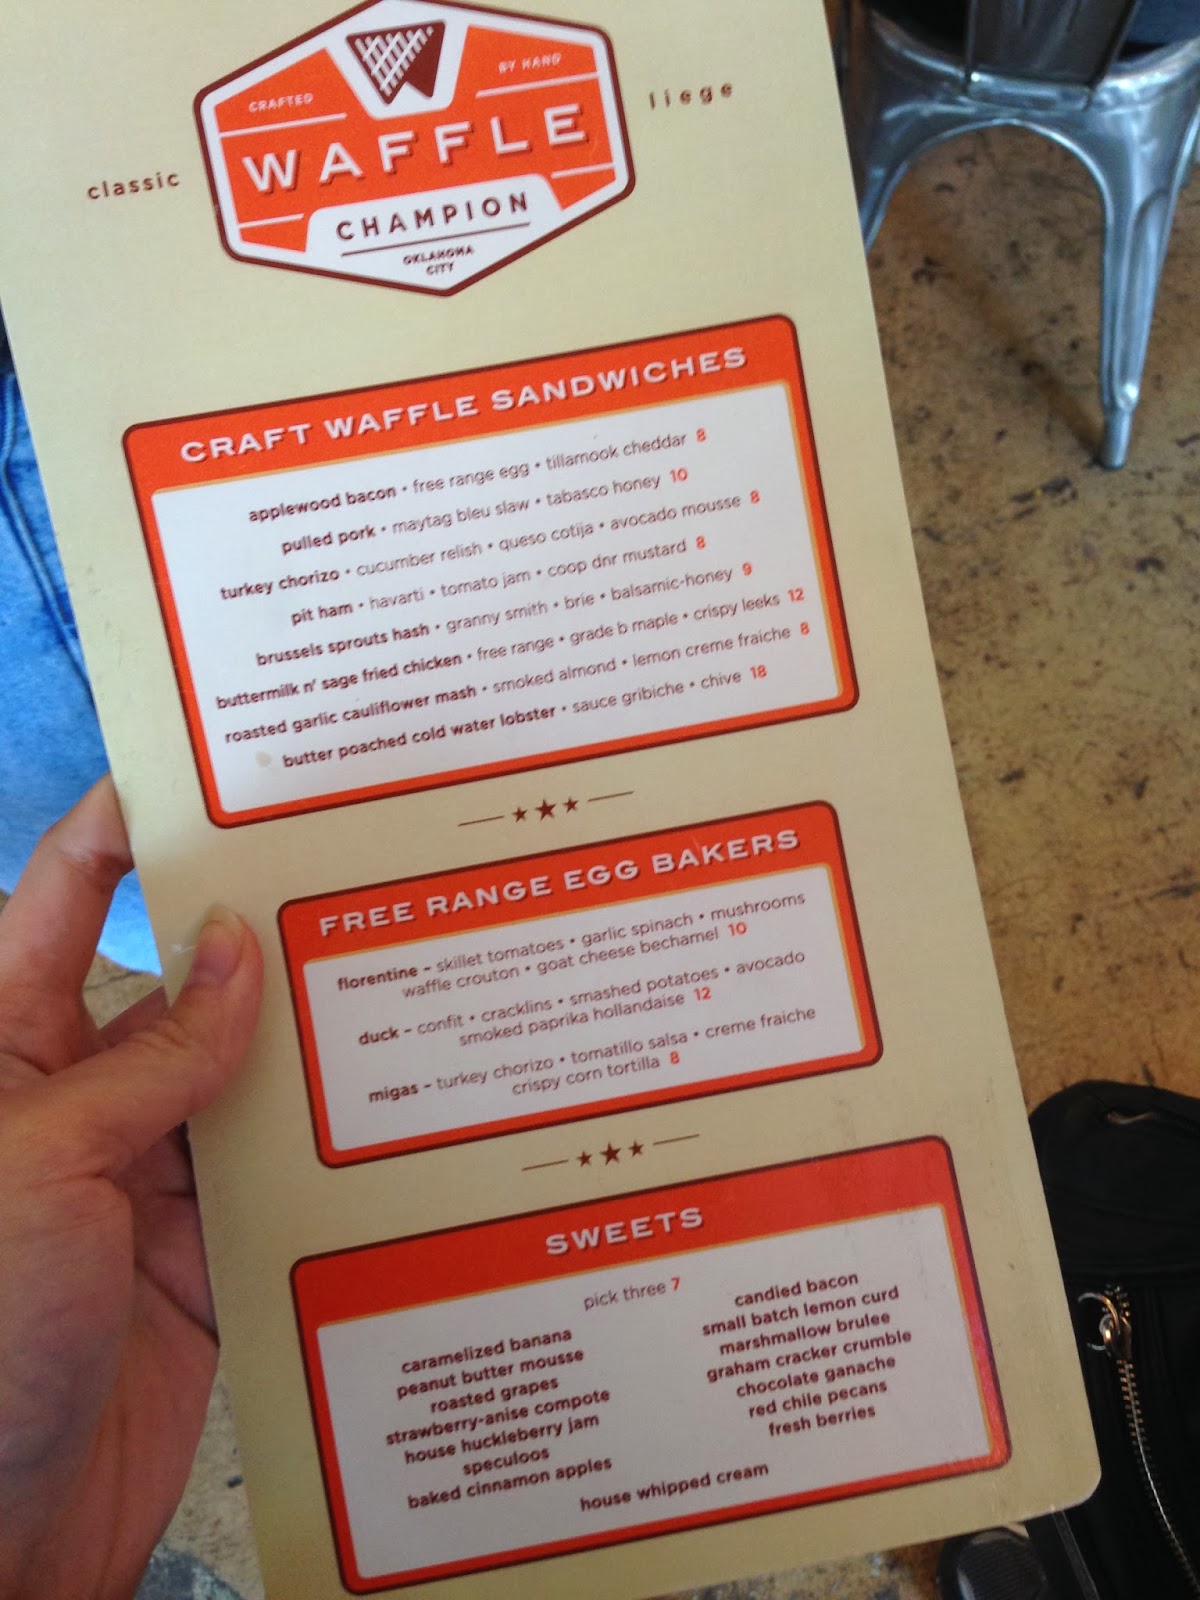 CRAFTED
BY HAND
classic
liege
WAFFLE
CHAMPION
OKLAHOMA
CITY
CRAFT WAFFLE SANDWICHES
applewood bacon • free range egg • tillamook cheddar 8
pulled pork • maytag bleu slaw • tabasco honey 10
turkey chorizo • cucumber relish • queso cotija • avocado mousse 8
pit ham • havarti • tomato jam • coop dnr mustard 8
brussels sprouts hash • granny smith • brie • balsamic-honey 9
buttermilk n' sage fried chicken • free range • grade b maple • crispy leeks 12
roasted garlic cauliflower mash • smoked almond • lemon creme fraiche 8
butter poached cold water lobster • sauce gribiche • chive 18
FREE RANGE EGG BAKERS
florentine – skillet tomatoes • garlic spinach • mushrooms
waffle crouton • goat cheese bechamel 10
duck – confit • cracklins • smashed potatoes • avocado
smoked paprika hollandaise 12
migas – turkey chorizo • tomatillo salsa • creme fraiche
crispy corn tortilla 8
SWEETS
pick three 7
caramelized banana
peanut butter mousse
roasted grapes
strawberry-anise compote
house huckleberry jam
speculoos
baked cinnamon apples
candied bacon
small batch lemon curd
marshmallow brulee
graham cracker crumble
chocolate ganache
red chile pecans
fresh berries
house whipped cream